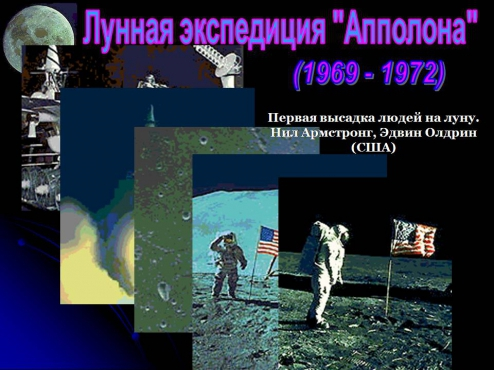 Лунная экспедиция "Апполона"
(1969 - 1972)
Первая высадка людей на луну.
Нил Армстронг, Эдвин Олдрин
(США)